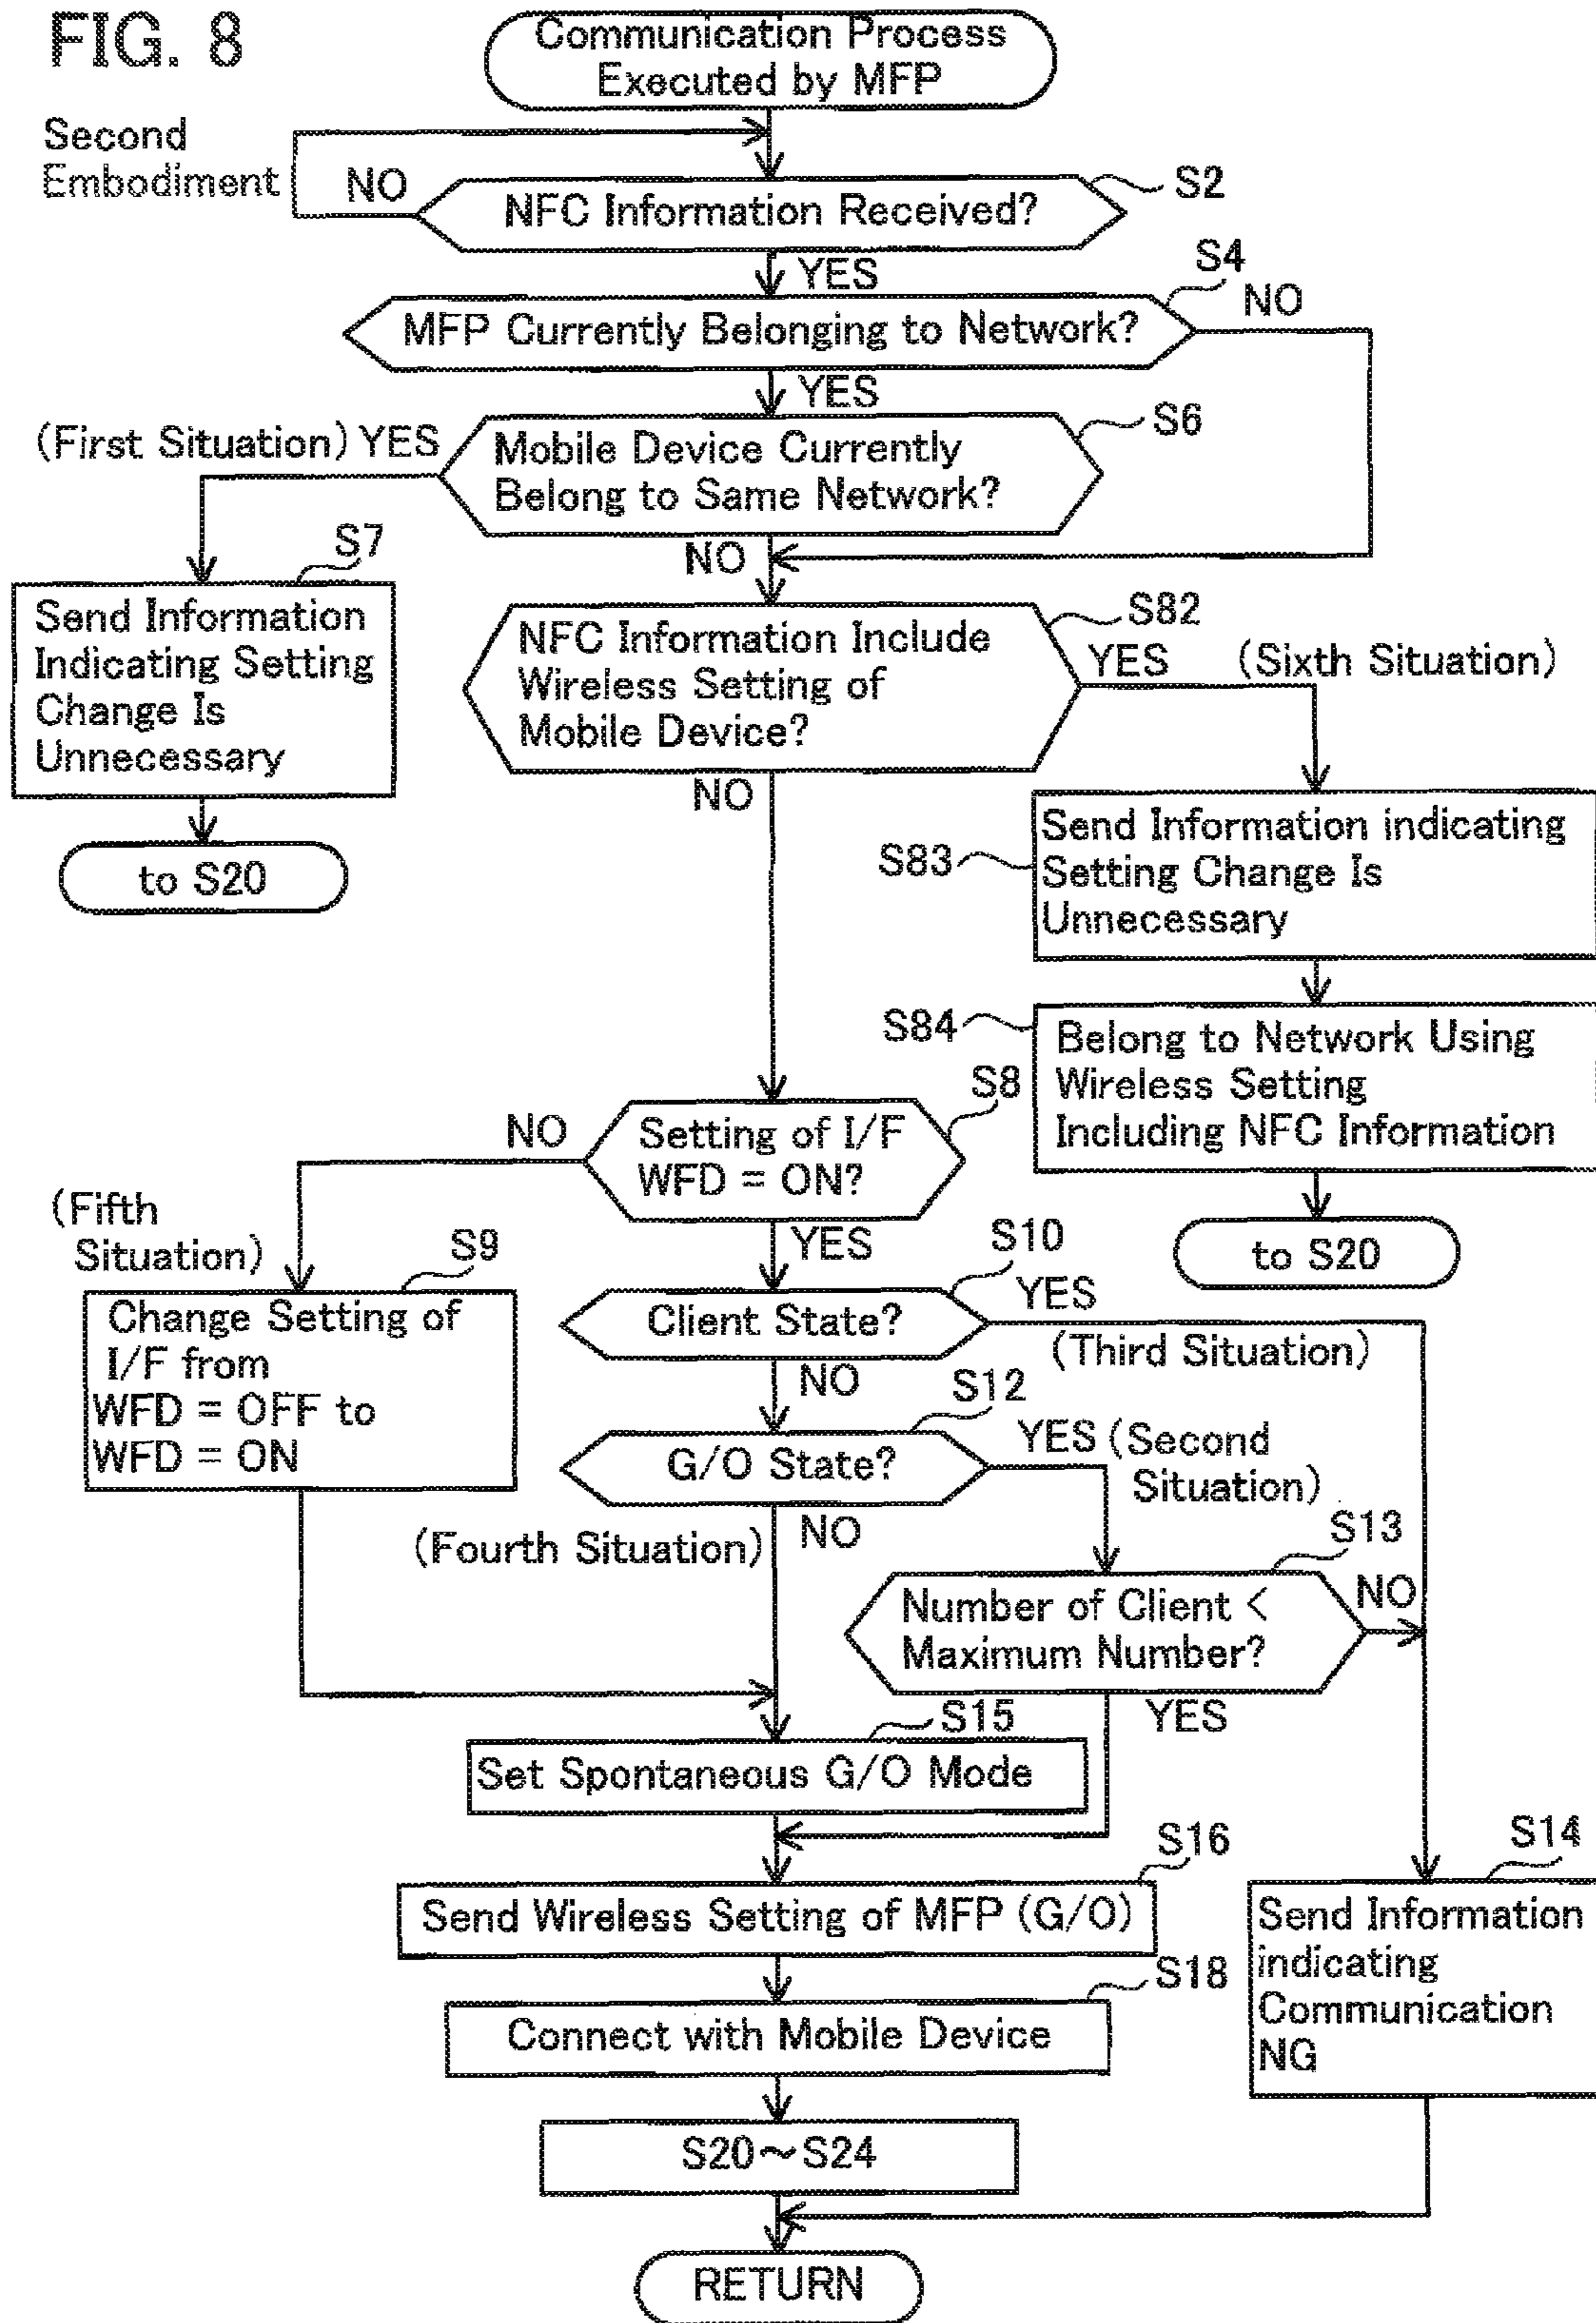 FIG. 8
Communication Process
Executed by MFP
Second
Embodiment
NO
S2
NFC Information Received?
YES
S4
NO
MFP Currently Belonging to Network?
YES
S6
(First Situation) YES
Mobile Device Currently
Belong to Same Network?
S7
NO
Send Information
Indicating Setting
Change Is
Unnecessary
to S20
S82
NFC Information Include
Wireless Setting of
Mobile Device?
YES (Sixth Situation)
NO
S83
Send Information indicating
Setting Change Is
Unnecessary
S84
Belong to Network Using
Wireless Setting
Including NFC Information
to S20
S8
NO
Setting of I/F
WFD = ON?
(Fifth
Situation)
YES
S9
Change Setting of
I/F from
WFD = OFF to
WFD = ON
S10
Client State?
YES
(Third Situation)
NO
S12
G/O State?
YES (Second
Situation)
(Fourth Situation)
NO
S13
Number of Client <
Maximum Number?
NO
YES
S15
Set Spontaneous G/O Mode
S16
Send Wireless Setting of MFP (G/O)
S14
Send Information
indicating
Communication
NG
S18
Connect with Mobile Device
S20～S24
RETURN